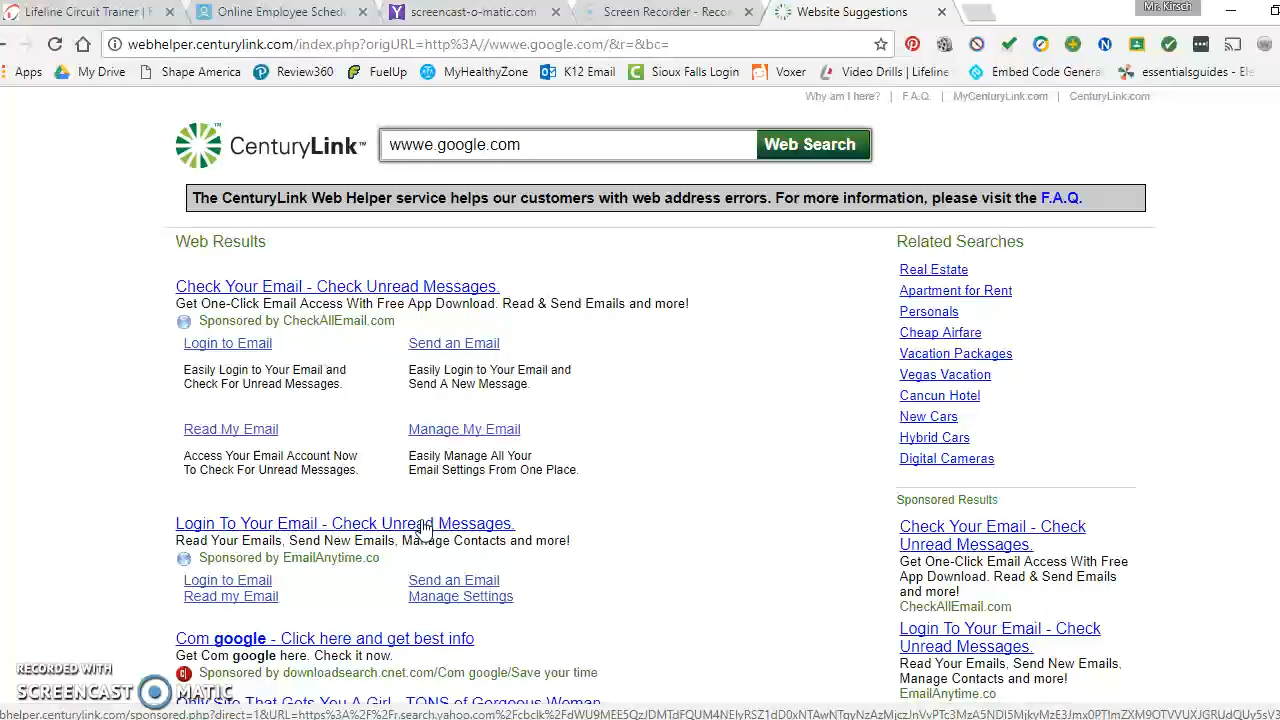 Mr. Kirsch
Lifeline Circuit Trainer | F
Online Employee Sched
screencast-o-matic.com
Screen Recorder - Reco
Website Suggestions
webhelper.centurylink.com/index.php?origURL=http%3A//wwwe.google.com/&r=&bc=
Apps My Drive Shape America Review360 FuelUp MyHealthyZone K12 Email Sioux Falls Login Voxer Video Drills | Lifeline Embed Code Genera essentialsguides - Ele
Why am I here? | F.A.Q. | MyCenturyLink.com | CenturyLink.com
CenturyLink™
wwwe.google.com
Web Search
The CenturyLink Web Helper service helps our customers with web address errors. For more information, please visit the F.A.Q.
Web Results
Check Your Email - Check Unread Messages.
Get One-Click Email Access With Free App Download. Read & Send Emails and more!
Sponsored by CheckAllEmail.com
Login to Email
Easily Login to Your Email and
Check For Unread Messages.
Send an Email
Easily Login to Your Email and
Send A New Message.
Read My Email
Access Your Email Account Now
To Check For Unread Messages.
Manage My Email
Easily Manage All Your
Email Settings From One Place.
Login To Your Email - Check Unread Messages.
Read Your Emails, Send New Emails, Manage Contacts and more!
Sponsored by EmailAnytime.co
Login to Email Send an Email
Read my Email Manage Settings
Com google - Click here and get best info
Get Com google here. Check it now.
Sponsored by downloadsearch.cnet.com/Com google/Save your time
Only Site That Gets You A Girl - TONS of Gorgeous Woman
Related Searches
Real Estate
Apartment for Rent
Personals
Cheap Airfare
Vacation Packages
Vegas Vacation
Cancun Hotel
New Cars
Hybrid Cars
Digital Cameras
Sponsored Results
Check Your Email - Check
Unread Messages.
Get One-Click Email Access With Free
App Download. Read & Send Emails
and more!
CheckAllEmail.com
Login To Your Email - Check
Unread Messages.
Read Your Emails, Send New Emails,
Manage Contacts and more!
EmailAnytime.co
RECORDED WITH
SCREENCAST MATIC